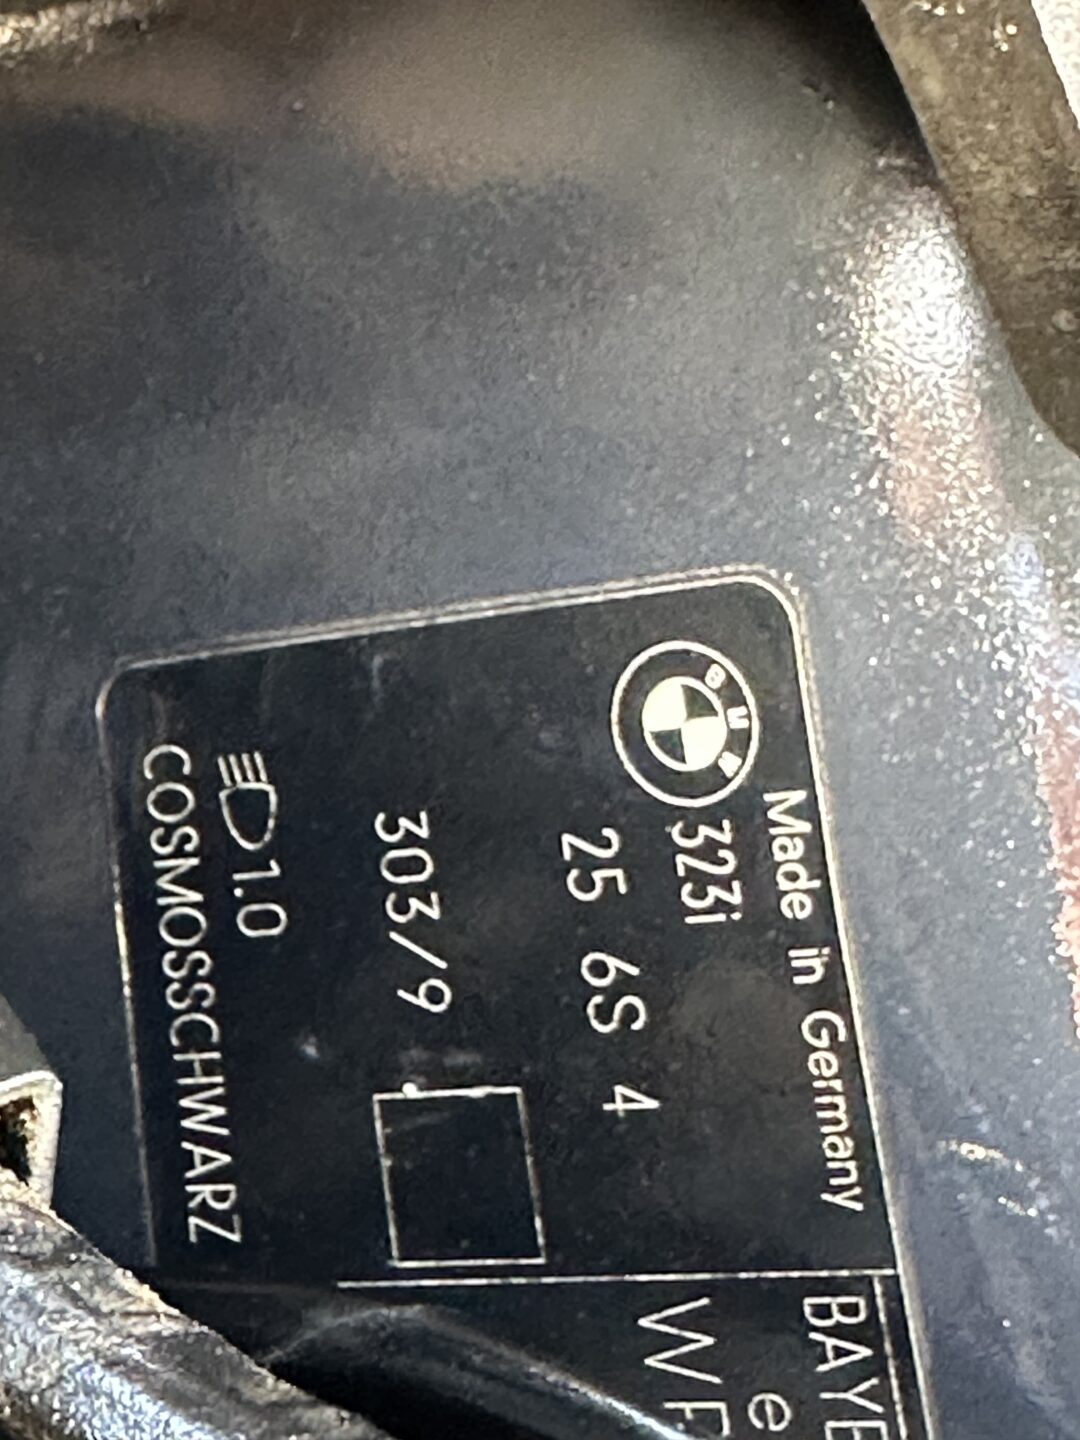 Made in Germany
BMW
323i
25 6S 4
303/9
1.0
COSMOSSCHWARZ
BAYE
e
WF